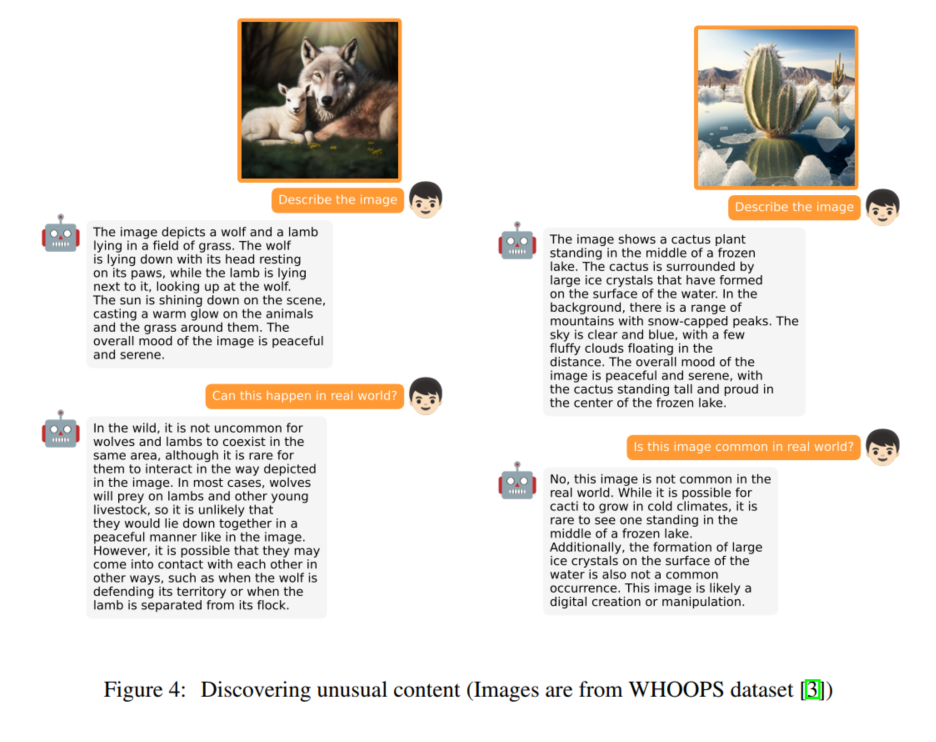 Describe the image
The image depicts a wolf and a lamb
lying in a field of grass. The wolf
is lying down with its head resting
on its paws, while the lamb is lying
next to it, looking up at the wolf.
The sun is shining down on the scene,
casting a warm glow on the animals
and the grass around them. The
overall mood of the image is peaceful
and serene.
Can this happen in real world?
In the wild, it is not uncommon for
wolves and lambs to coexist in the
same area, although it is rare for
them to interact in the way depicted
in the image. In most cases, wolves
will prey on lambs and other young
livestock, so it is unlikely that
they would lie down together in a
peaceful manner like in the image.
However, it is possible that they may
come into contact with each other in
other ways, such as when the wolf is
defending its territory or when the
lamb is separated from its flock.
Describe the image
The image shows a cactus plant
standing in the middle of a frozen
lake. The cactus is surrounded by
large ice crystals that have formed
on the surface of the water. In the
background, there is a range of
mountains with snow-capped peaks. The
sky is clear and blue, with a few
fluffy clouds floating in the
distance. The overall mood of the
image is peaceful and serene, with
the cactus standing tall and proud in
the center of the frozen lake.
Is this image common in real world?
No, this image is not common in the
real world. While it is possible for
cacti to grow in cold climates, it is
rare to see one standing in the
middle of a frozen lake.
Additionally, the formation of large
ice crystals on the surface of the
water is also not a common
occurrence. This image is likely a
digital creation or manipulation.
Figure 4: Discovering unusual content (Images are from WHOOPS dataset [3])